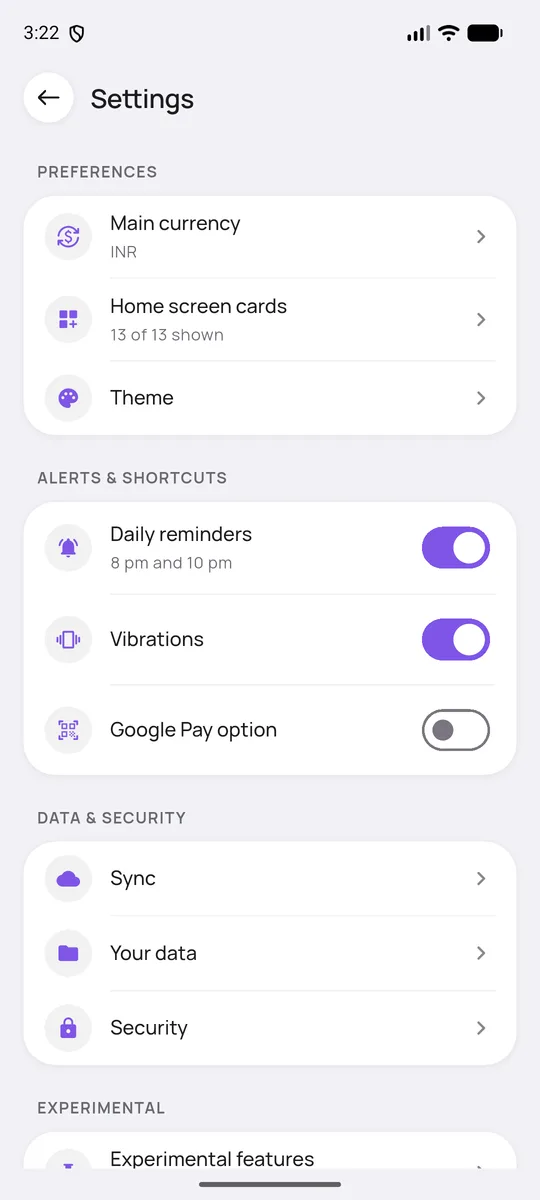 3:22
Settings
PREFERENCES
Main currency
INR
Home screen cards
13 of 13 shown
Theme
ALERTS & SHORTCUTS
Daily reminders
8 pm and 10 pm
Vibrations
Google Pay option
DATA & SECURITY
Sync
Your data
Security
EXPERIMENTAL
Experimental features